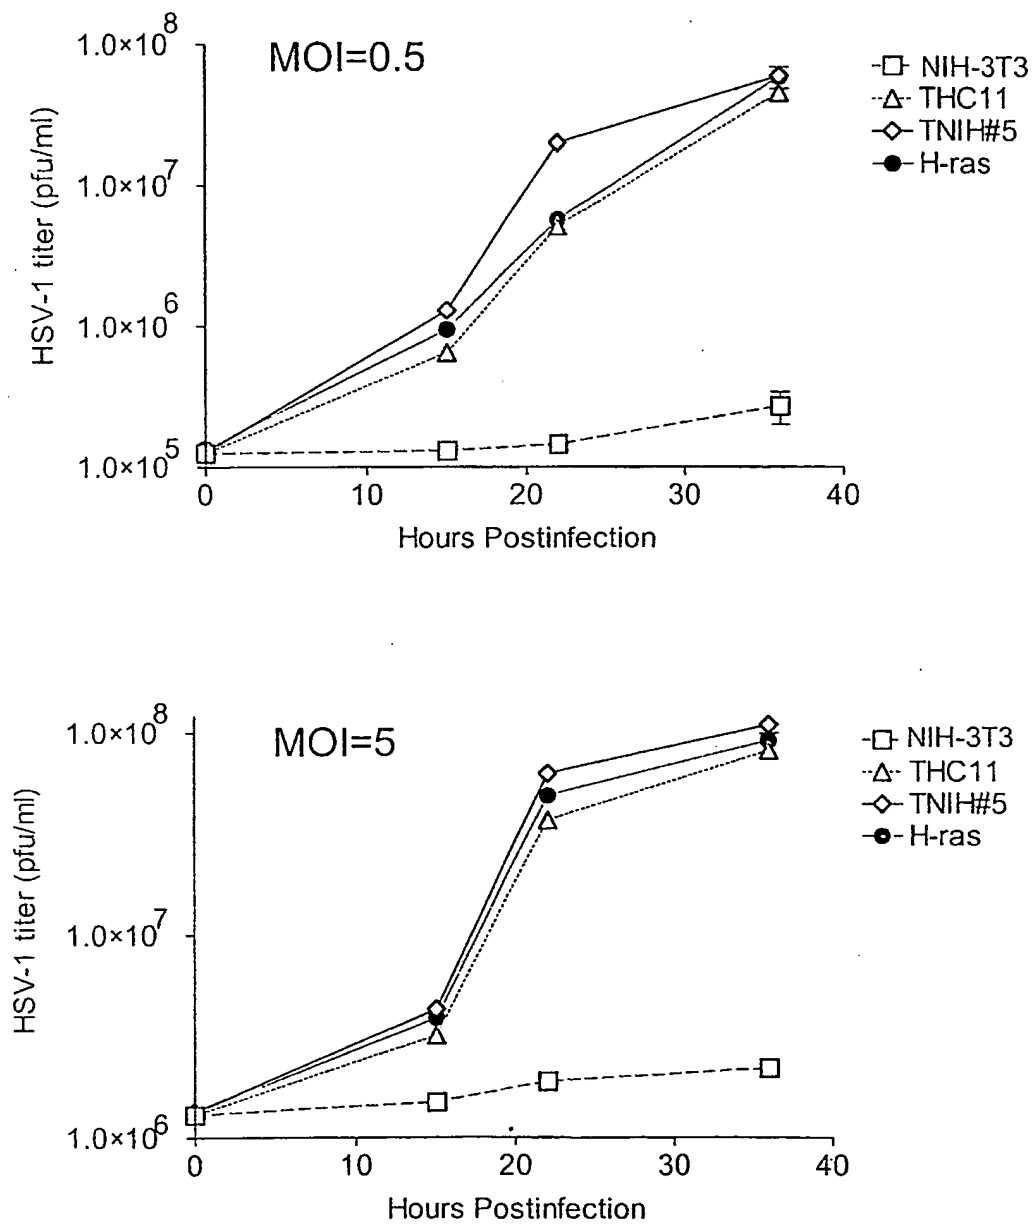 MOI=0.5
1.0×10^8
1.0×10^7
1.0×10^6
1.0×10^5
HSV-1 titer (pfu/ml)
0 10 20 30 40
Hours Postinfection
NIH-3T3
THC11
TNIH#5
H-ras
MOI=5
1.0×10^8
1.0×10^7
1.0×10^6
HSV-1 titer (pfu/ml)
0 10 20 30 40
Hours Postinfection
NIH-3T3
THC11
TNIH#5
H-ras